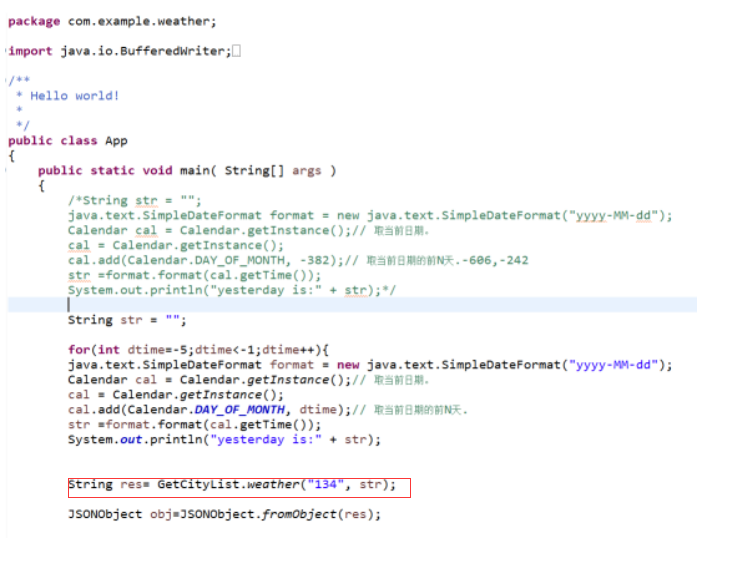 package com.example.weather;
import java.io.BufferedWriter;
/**
* Hello world!
*
*/
public class App
{
public static void main( String[] args )
{
/*String str = "";
java.text.SimpleDateFormat format = new java.text.SimpleDateFormat("yyyy-MM-dd");
Calendar cal = Calendar.getInstance();// 取当前日期.
cal = Calendar.getInstance();
cal.add(Calendar.DAY_OF_MONTH, -382);// 取当前日期的前N天.-606,-242
str =format.format(cal.getTime());
System.out.println("yesterday is:" + str);*/
String str = "";
for(int dtime=-5;dtime<-1;dtime++){
java.text.SimpleDateFormat format = new java.text.SimpleDateFormat("yyyy-MM-dd");
Calendar cal = Calendar.getInstance();// 取当前日期.
cal = Calendar.getInstance();
cal.add(Calendar.DAY_OF_MONTH, dtime);// 取当前日期的前N天.
str =format.format(cal.getTime());
System.out.println("yesterday is:" + str);
String res= GetCityList.weather("134", str);
JSONObject obj=JSONObject.fromObject(res);